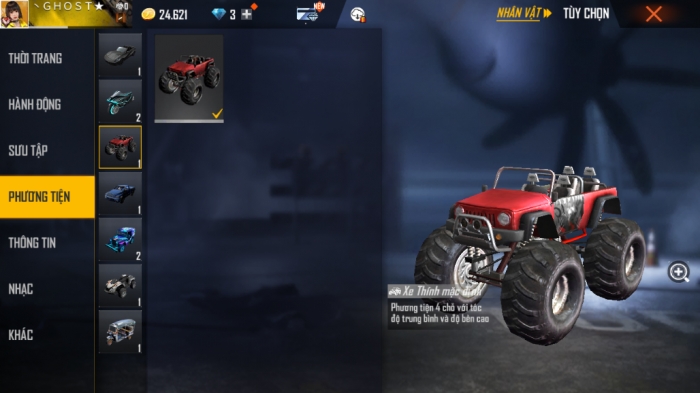 GHOST★
24.621
3
NEW
NHÂN VẬT
TÙY CHỌN
THỜI TRANG
HÀNH ĐỘNG
SƯU TẬP
PHƯƠNG TIỆN
THÔNG TIN
NHẠC
KHÁC
1
2
1
1
2
1
1
Xe Thính mặc định
Phương tiện 4 chỗ với tốc
độ trung bình và độ bền cao